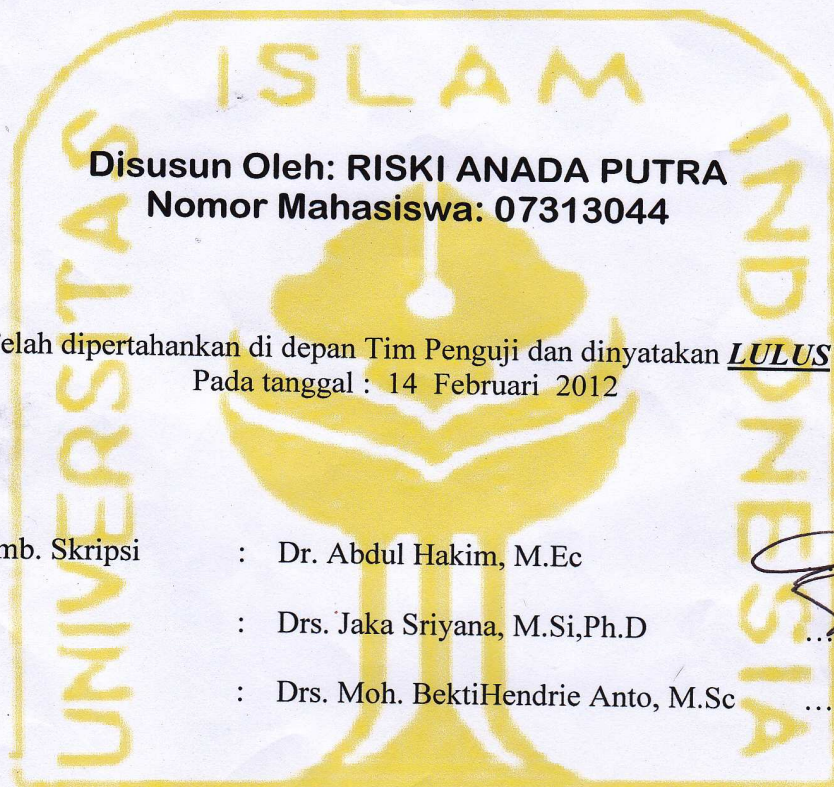 UNIVERSITAS ISLAM INDONESIA
Disusun Oleh: RISKI ANADA PUTRA
Nomor Mahasiswa: 07313044
elah dipertahankan di depan Tim Penguji dan dinyatakan LULUS
Pada tanggal : 14 Februari 2012
mb. Skripsi : Dr. Abdul Hakim, M.Ec
: Drs. Jaka Sriyana, M.Si,Ph.D ...
: Drs. Moh. BektiHendrie Anto, M.Sc ...